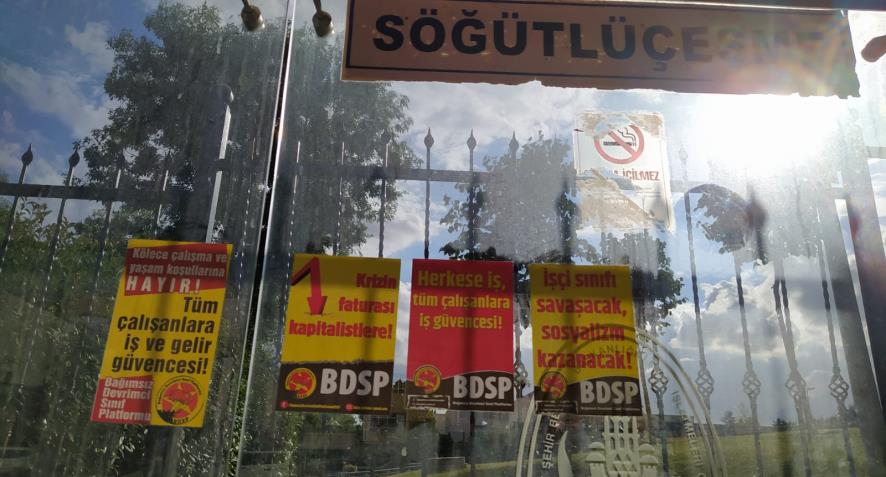 SÖĞÜTLÜÇEŞME
İÇİLMEZ
Kölece çalışma ve
yaşam koşullarına
HAYIR!
Tüm
çalışanlara
iş ve gelir
güvencesi!
Bağımsız
Devrimci
Sınıf
Platformu
Krizin
faturası
kapitalistlere!
BDSP
Herkese iş,
tüm çalışanlara
iş güvencesi!
BDSP
İşçi sınıfı
savaşacak,
sosyalizm
kazanacak!
BDSP